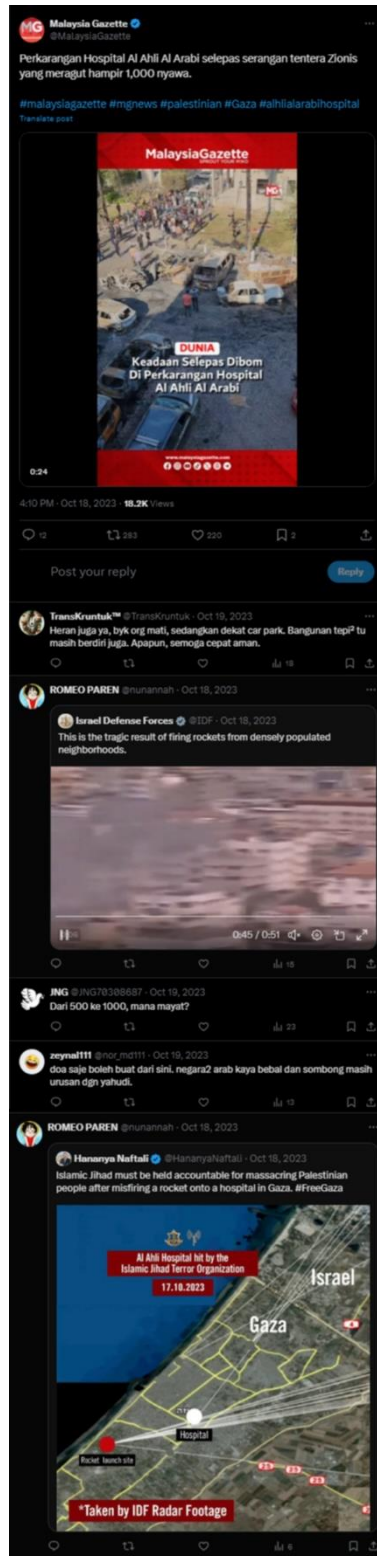 Malaysia Gazette
@MalaysiaGazette
Perkarangan Hospital Al Ahli Al Arabi selepas serangan tentera Zionis
yang meragut hampir 1,000 nyawa.
#malaysiagazette #mgnews #palestinian #Gaza #alhlialarabihospital
Translate post
MalaysiaGazette
MG
DUNIA
Keadaan Selepas Dibom
Di Perkarangan Hospital
Al Ahli Al Arabi
www.malaysiagazette.com
0:24
4:10 PM · Oct 18, 2023 · 18.2K Views
12 283 220 2
Post your reply
Reply
TransKruntuk™ @TransKruntuk · Oct 19, 2023
Heran juga ya, byk org mati, sedangkan dekat car park. Bangunan tepi² tu
masih berdiri juga. Apapun, semoga cepat aman.
18
ROMEO PAREN @nunannah · Oct 18, 2023
Israel Defense Forces @IDF · Oct 18, 2023
This is the tragic result of firing rockets from densely populated
neighborhoods.
0:45 / 0:51
JNG @JNG70308687 · Oct 19, 2023
Dari 500 ke 1000, mana mayat?
23
zeynal111 @nor_md111 · Oct 19, 2023
doa saje boleh buat dari sini. negara2 arab kaya bebal dan sombong masih
urusan dgn yahudi.
ROMEO PAREN @nunannah · Oct 18, 2023
Hananya Naftali @HananyaNaftali · Oct 18, 2023
Islamic Jihad must be held accountable for massacring Palestinian
people after misfiring a rocket onto a hospital in Gaza. #FreeGaza
Al Ahli Hospital hit by the
Islamic Jihad Terror Organization
17.10.2023
Israel
Gaza
Hospital
Rocket launch site
*Taken by IDF Radar Footage